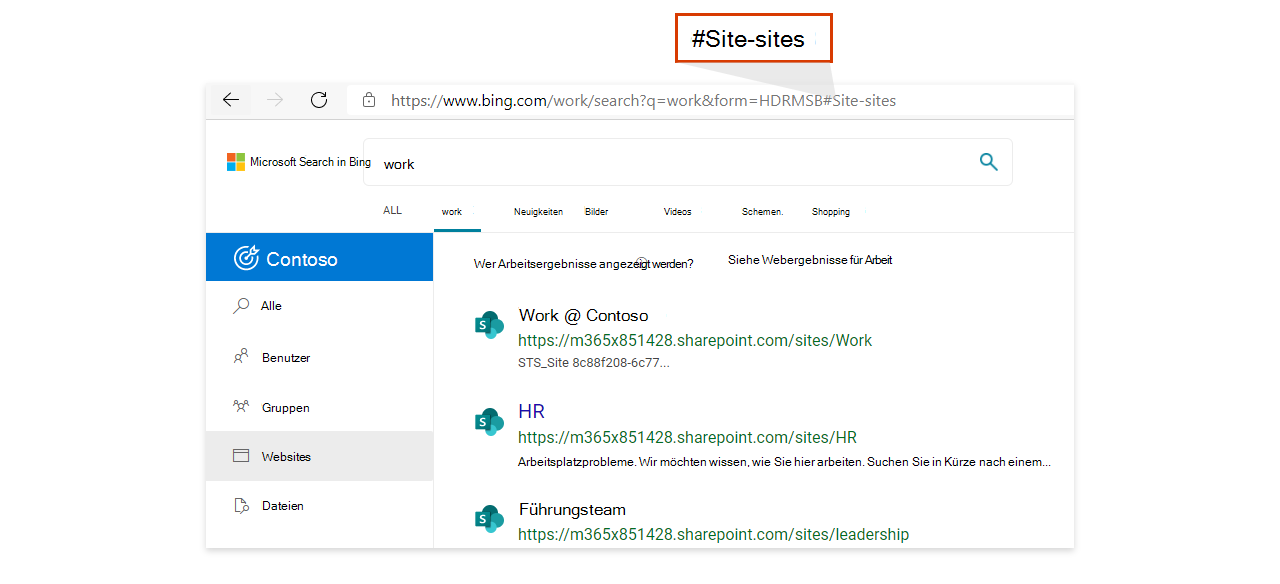 #Site-sites
https://www.bing.com/work/search?q=work&form=HDRMSB#Site-sites
Microsoft Search in Bing
work
ALL work Neuigkeiten Bilder Videos Schemen. Shopping
Contoso
Alle
Benutzer
Gruppen
Websites
Dateien
Wer Arbeitsergebnisse angezeigt werden? Siehe Webergebnisse für Arbeit
Work @ Contoso
https://m365x851428.sharepoint.com/sites/Work
STS_Site 8c88f208-6c77...
HR
https://m365x851428.sharepoint.com/sites/HR
Arbeitsplatzprobleme. Wir möchten wissen, wie Sie hier arbeiten. Suchen Sie in Kürze nach einem...
Führungsteam
https://m365x851428.sharepoint.com/sites/leadership